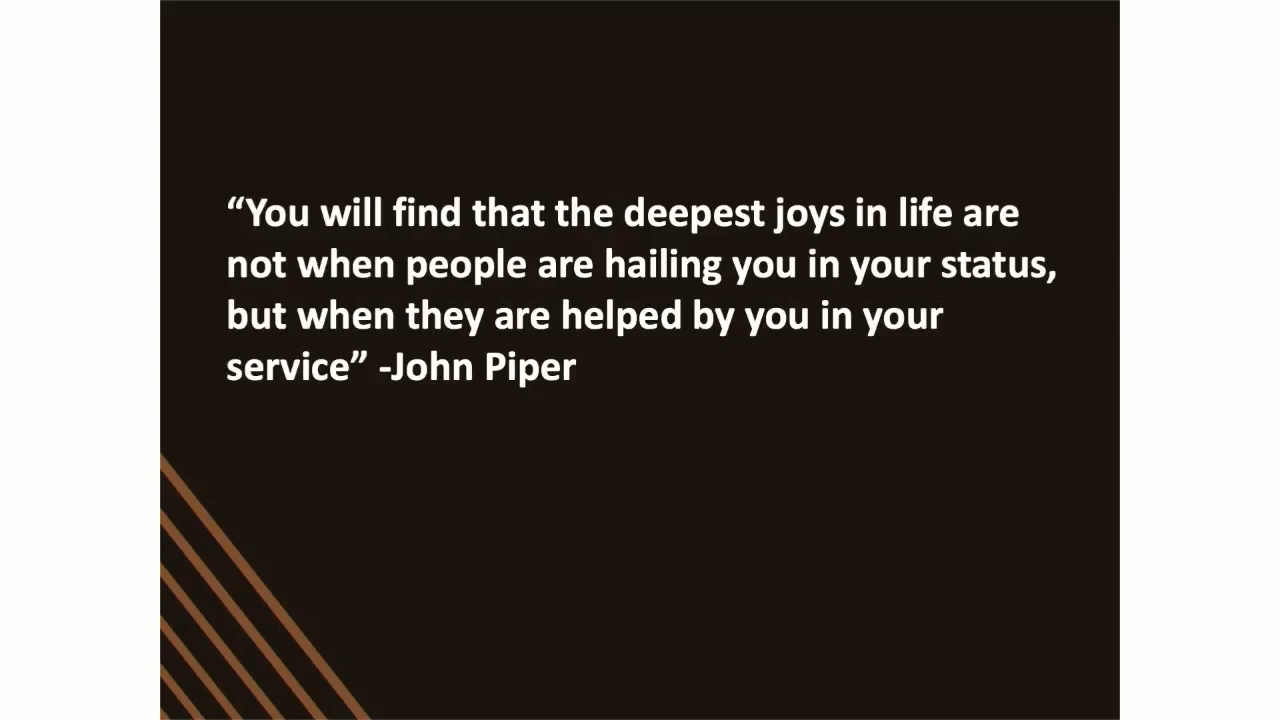 “You will find that the deepest joys in life are
not when people are hailing you in your status,
but when they are helped by you in your
service” -John Piper